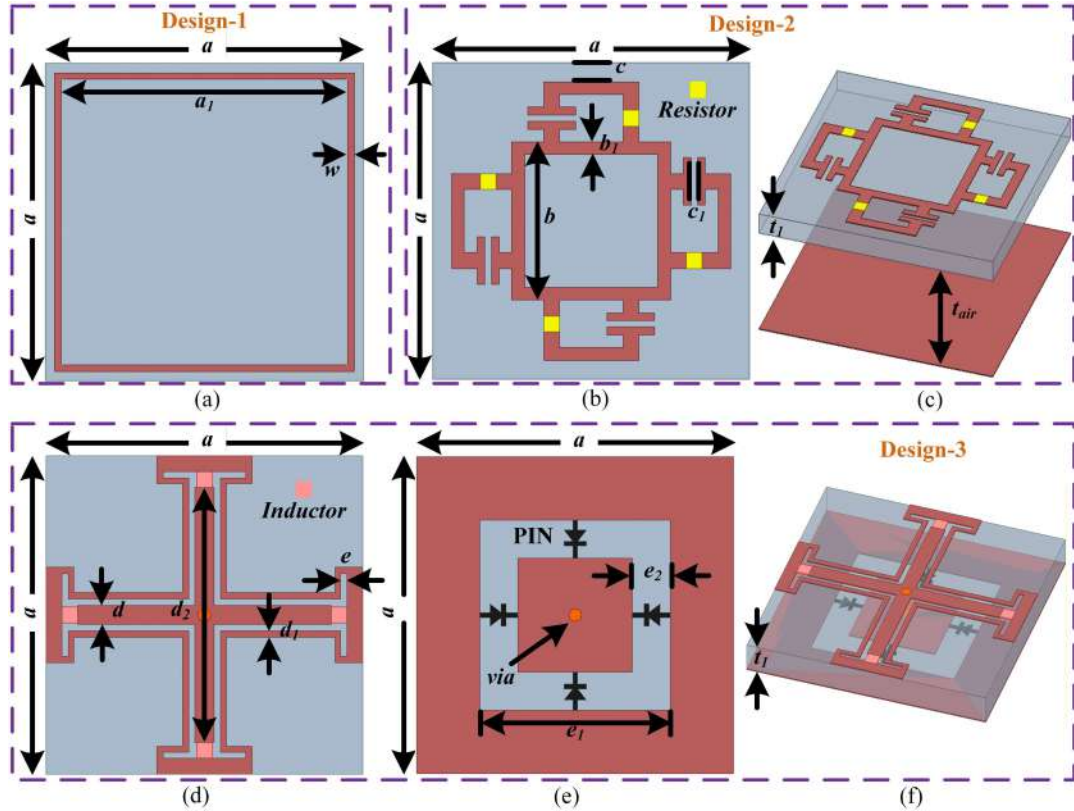 Design-1
a
a
a1
w
(a)
Design-2
a
c
Resistor
b1
a
b
c1
(b)
t1
tair
(c)
a
a
Inductor
e
d
d2
d1
(d)
a
a
PIN
e2
via
e1
(e)
Design-3
t1
(f)